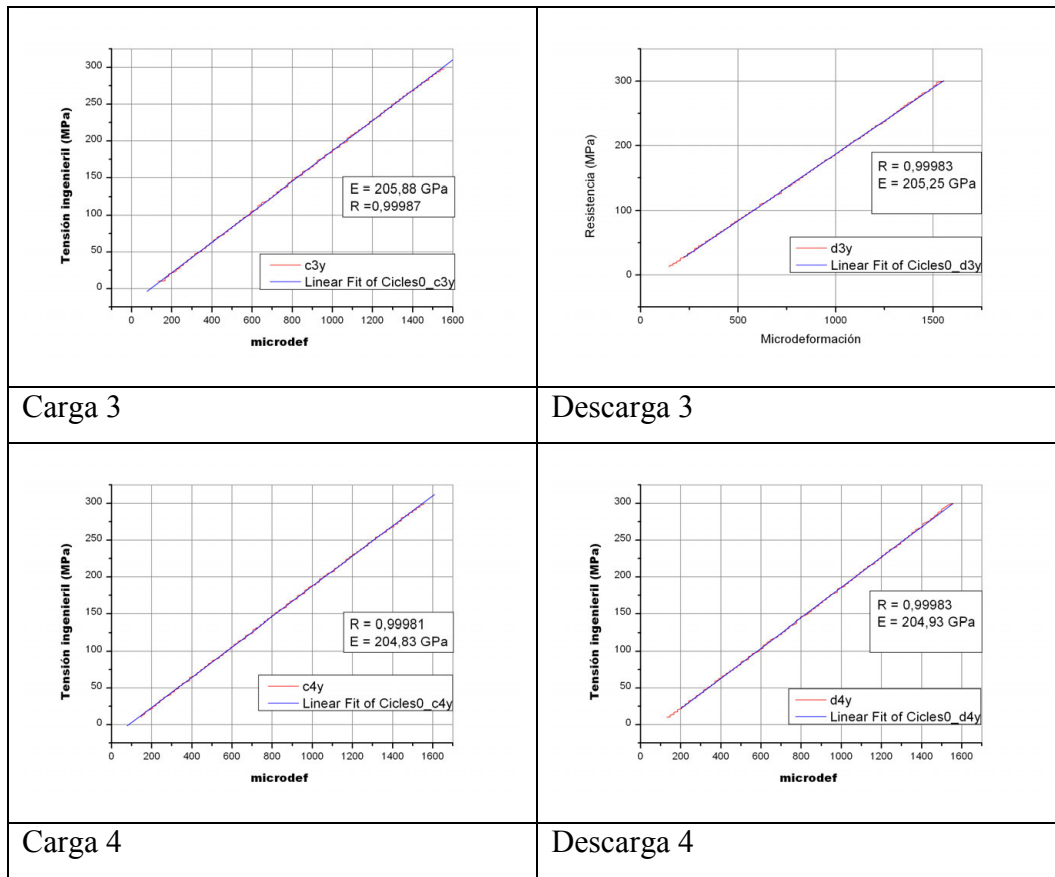 Tensión ingenieril (MPa)
300
250
200
150
100
50
0
E = 205,88 GPa
R =0,99987
c3y
Linear Fit of Cicles0_c3y
0 200 400 600 800 1000 1200 1400 1600
microdef
Resistencia (MPa)
300
200
100
0
R = 0,99983
E = 205,25 GPa
d3y
Linear Fit of Cicles0_d3y
0 500 1000 1500
Microdeformación
Carga 3
Descarga 3
Tensión ingenieril (MPa)
300
250
200
150
100
50
0
R = 0,99981
E = 204,83 GPa
c4y
Linear Fit of Cicles0_c4y
0 200 400 600 800 1000 1200 1400 1600
microdef
Tensión ingenieril (MPa)
300
250
200
150
100
50
0
R = 0,99983
E = 204,93 GPa
d4y
Linear Fit of Cicles0_d4y
0 200 400 600 800 1000 1200 1400 1600
microdef
Carga 4
Descarga 4